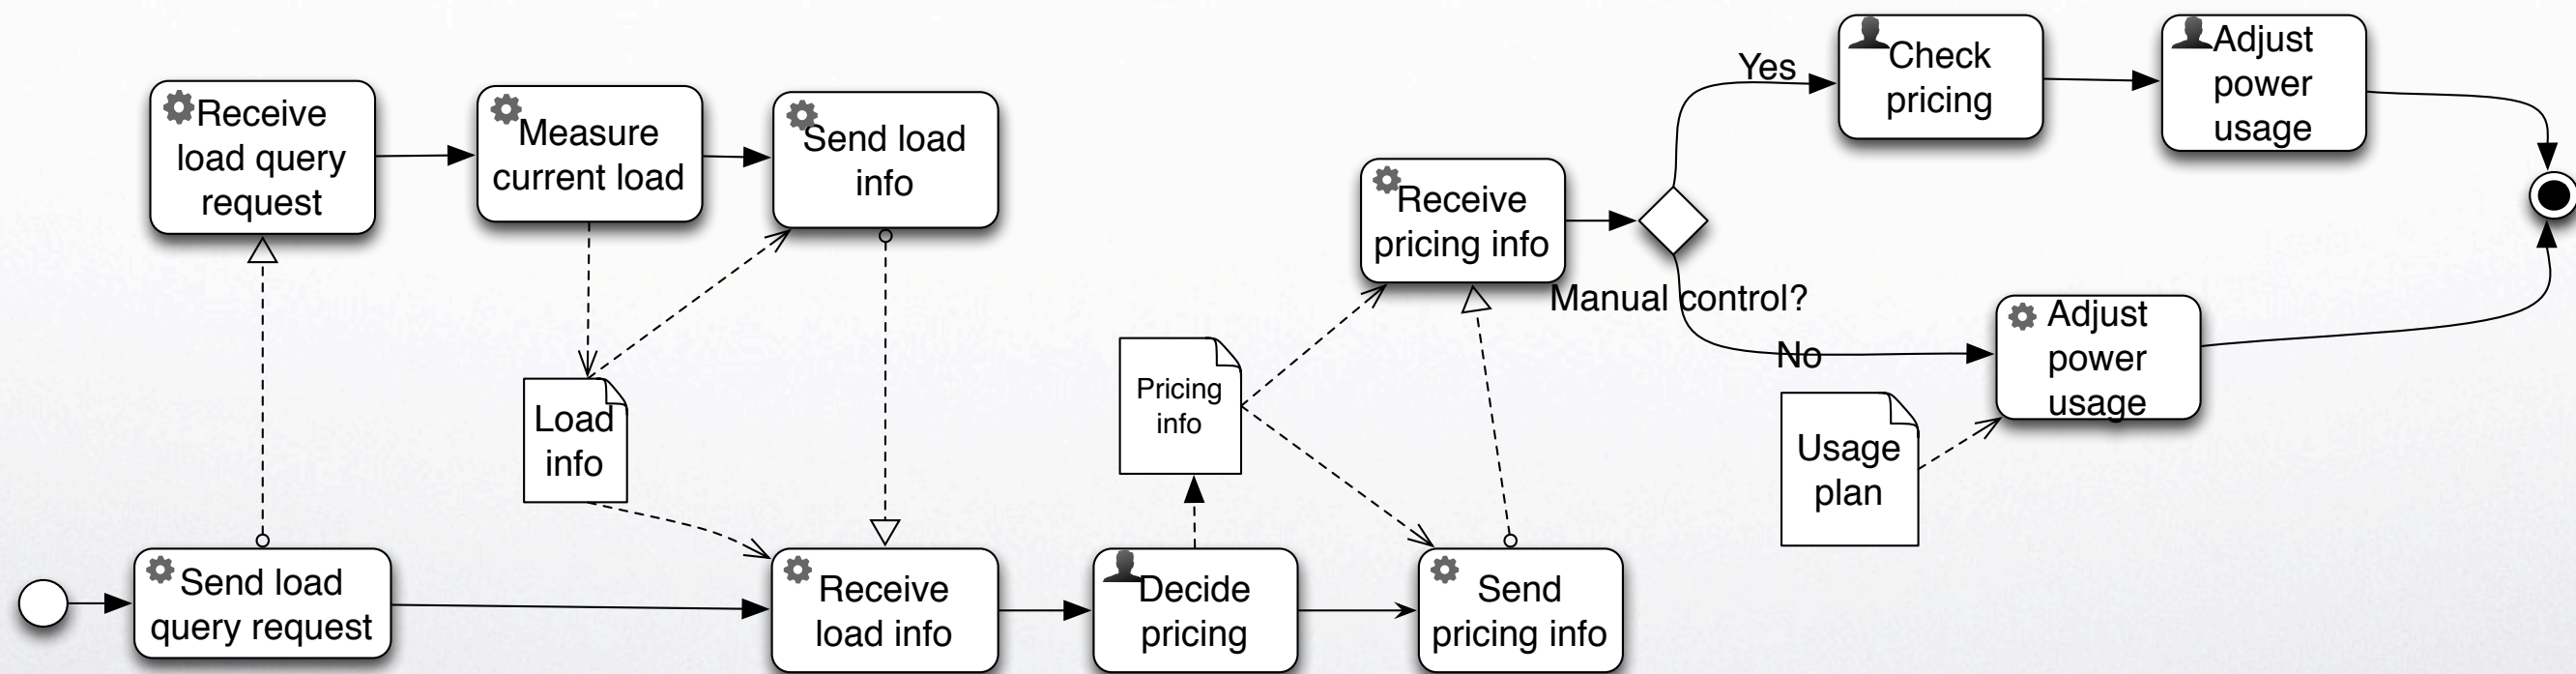 Receive
load query
request
Measure
current load
Send load
info
Load
info
Send load
query request
Receive
load info
Pricing
info
Decide
pricing
Send
pricing info
Receive
pricing info
Manual control?
Yes
Check
pricing
Adjust
power
usage
No
Adjust
power
usage
Usage
plan